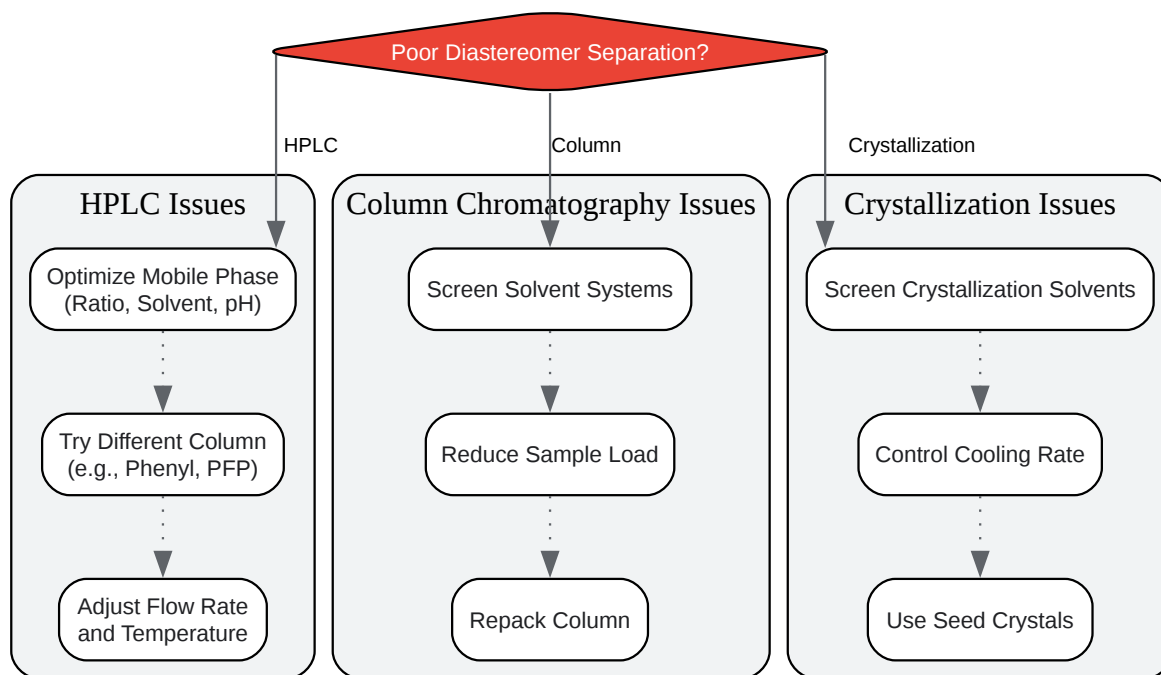 Poor Diastereomer Separation?
HPLC
Column
Crystallization
HPLC Issues
Column Chromatography Issues
Crystallization Issues
Optimize Mobile Phase
(Ratio, Solvent, pH)
Screen Solvent Systems
Screen Crystallization Solvents
Try Different Column
(e.g., Phenyl, PFP)
Reduce Sample Load
Control Cooling Rate
Adjust Flow Rate
and Temperature
Repack Column
Use Seed Crystals